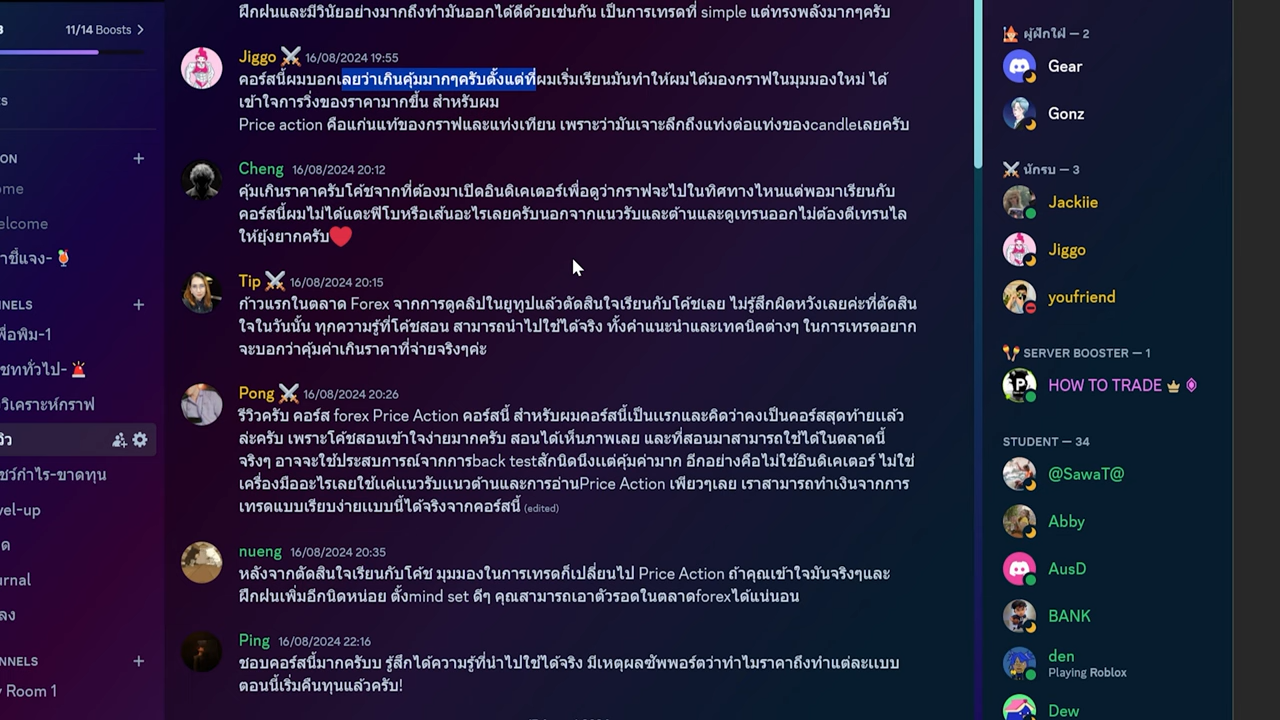 11/14 Boosts
ฝึกฝนและมีวินัยอย่างมากถึงทำมันออกได้ดีด้วยเช่นกัน เป็นการเทรดที่ simple แต่ทรงพลังมากๆครับ
Jiggo 16/08/2024 19:55
คอร์สนี้ผมบอกเลยว่าเกินคุ้มมากๆครับตั้งแต่ที่ผมเริ่มเรียนมันทำให้ผมได้มองกราฟในมุมมองใหม่ ได้
เข้าใจการวิ่งของราคามากขึ้น สำหรับผม
Price action คือแก่นแท้ของกราฟและแท่งเทียน เพราะว่ามันเจาะลึกถึงแท่งต่อแท่งของcandleเลยครับ
Cheng 16/08/2024 20:12
คุ้มเกินราคาครับโค้ชจากที่ต้องมาเปิดอินดิเคเตอร์เพื่อดูว่ากราฟจะไปในทิศทางไหนแต่พอมาเรียนกับ
คอร์สนี้ผมไม่ได้แตะฟีโบหรือเส้นอะไรเลยครับนอกจากแนวรับและต้านและดูเทรนออกไม่ต้องตีเทรนไล
ให้ยุ้งยากครับ❤️
Tip 16/08/2024 20:15
ก้าวแรกในตลาด Forex จากการดูคลิปในยูทูปแล้วตัดสินใจเรียนกับโค้ชเลย ไม่รู้สึกผิดหวังเลยค่ะที่ตัดสิน
ใจในวันนั้น ทุกความรู้ที่โค้ชสอน สามารถนำไปใช้ได้จริง ทั้งคำแนะนำและเทคนิคต่างๆ ในการเทรดอยาก
จะบอกว่าคุ้มค่าเกินราคาที่จ่ายจริงๆค่ะ
Pong 16/08/2024 20:26
รีวิวครับ คอร์ส forex Price Action คอร์สนี้ สำหรับผมคอร์สนี้เป็นแรกและคิดว่าคงเป็นคอร์สสุดท้ายแล้ว
ล่ะครับ เพราะโค้ชสอนเข้าใจง่ายมากครับ สอนได้เห็นภาพเลย และที่สอนมาสามารถใช้ได้ในตลาดนี้
จริงๆ อาจจะใช้ประสบการณ์จากการback testสักนิดนึงแต่คุ้มค่ามาก อีกอย่างคือไม่ใช้อินดิเคเตอร์ ไม่ใช่
เครื่องมืออะไรเลยใช้แค่แนวรับแนวต้านและการอ่านPrice Action เพียวๆเลย เราสามารถทำเงินจากการ
เทรดแบบเรียบง่ายแบบนี้ได้จริงจากคอร์สนี้ (edited)
nueng 16/08/2024 20:35
หลังจากตัดสินใจเรียนกับโค้ช มุมมองในการเทรดก็เปลี่ยนไป Price Action ถ้าคุณเข้าใจมันจริงๆและ
ฝึกฝนเพิ่มอีกนิดหน่อย ตั้งmind set ดีๆ คุณสามารถเอาตัวรอดในตลาดforexได้แน่นอน
Ping 16/08/2024 22:16
ชอบคอร์สนี้มากครับบ รู้สึกได้ความรู้ที่นำไปใช้ได้จริง มีเหตุผลซัพพอร์ตว่าทำไมราคาถึงทำแต่ละแบบ
ตอนนี้เริ่มคืนทุนแล้วครับ!
ผู้ฝึกใฝ่ — 2
Gear
Gonz
นักรบ — 3
Jackiie
Jiggo
youfriend
SERVER BOOSTER — 1
HOW TO TRADE
STUDENT — 34
@SawaT@
Abby
AusD
BANK
den
Playing Roblox
Dew